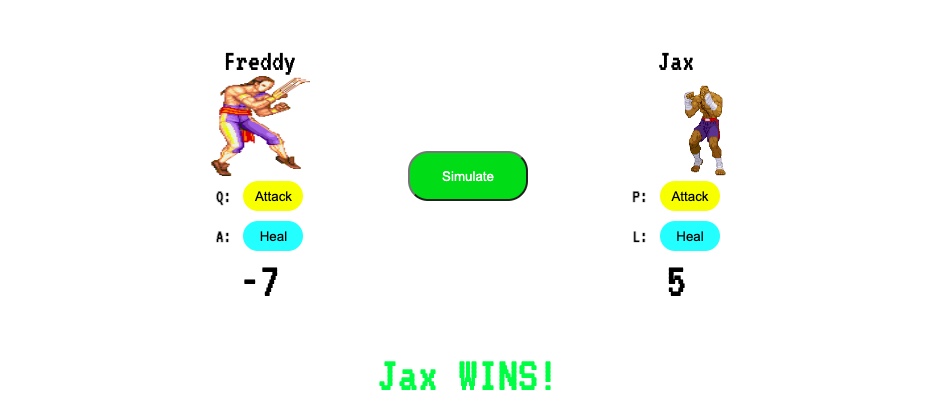 Freddy
Jax
Simulate
Q: Attack
P: Attack
A: Heal
L: Heal
-7
5
Jax WINS!